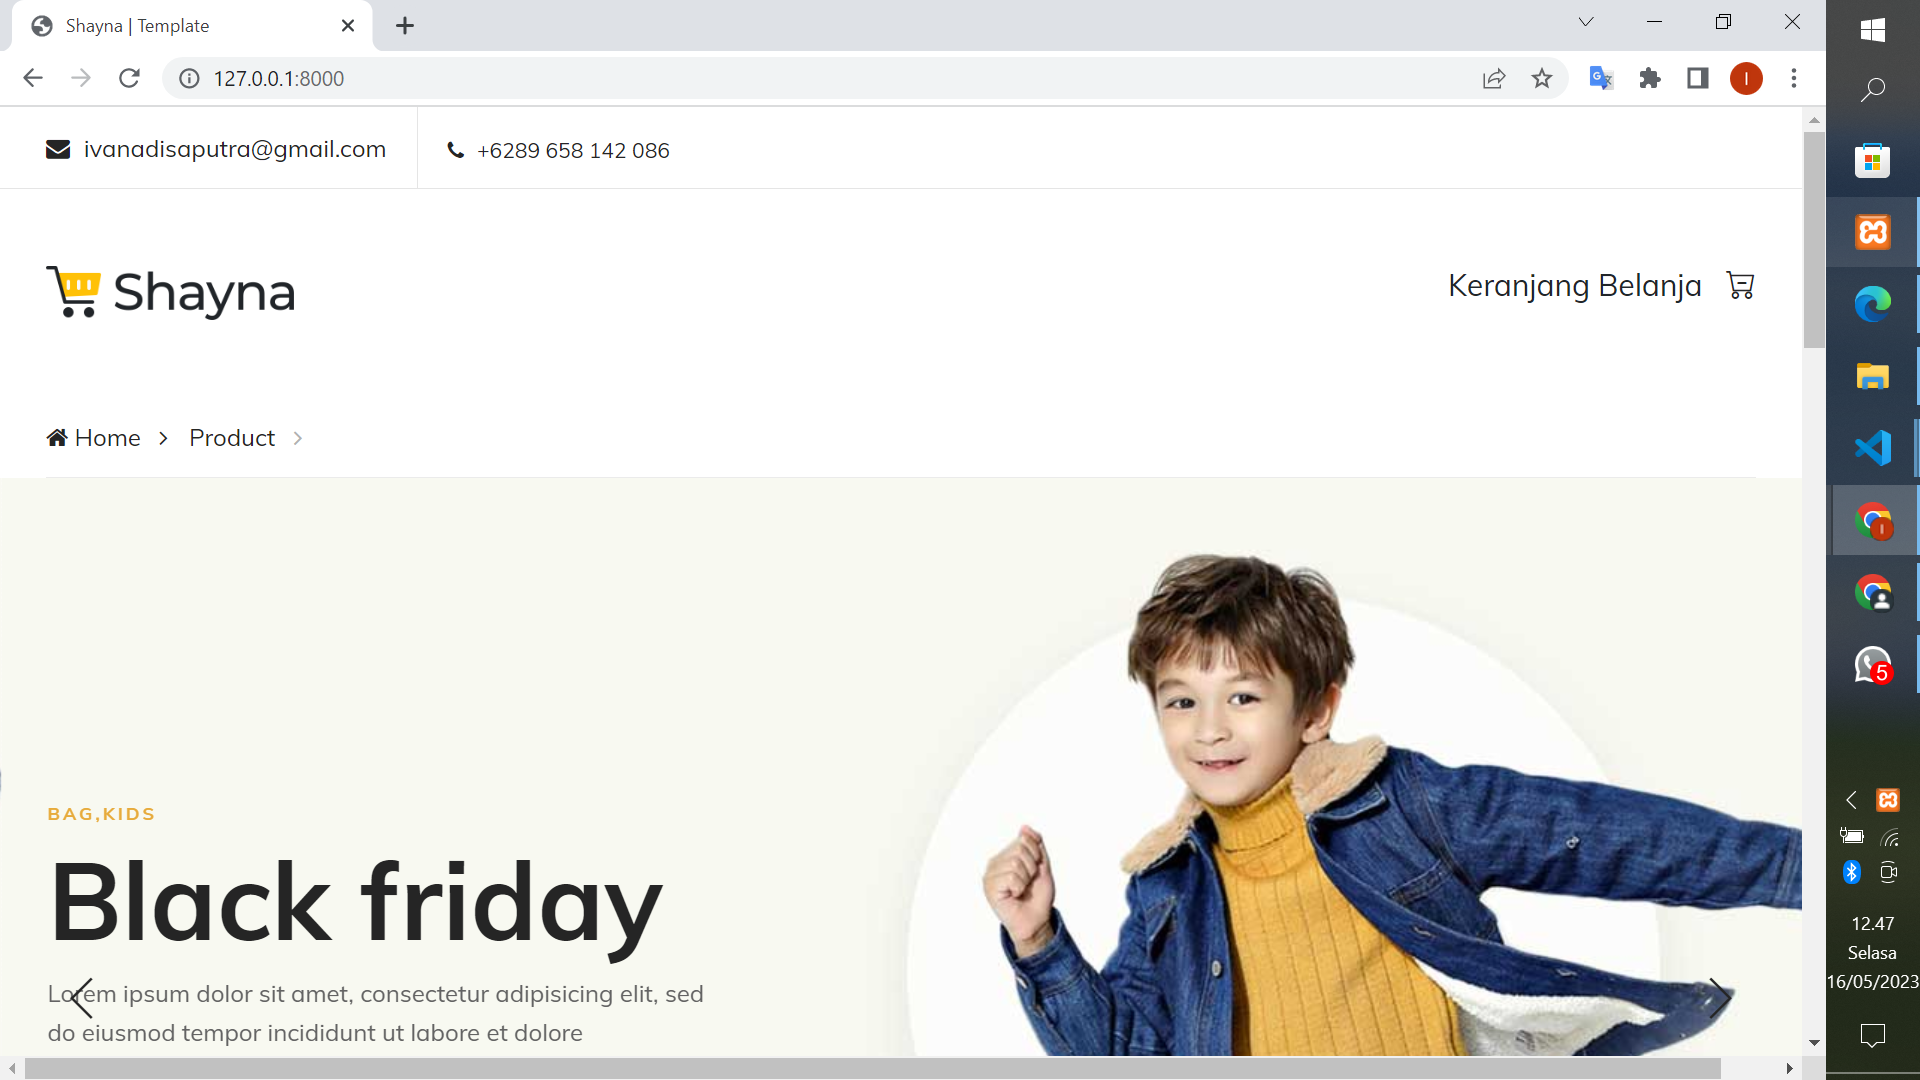 Shayna | Template
127.0.0.1:8000
I
ivanadisaputra@gmail.com
+6289 658 142 086
Shayna
Keranjang Belanja
Home
Product
BAG,KIDS
Black friday
Lorem ipsum dolor sit amet, consectetur adipisicing elit, sed
do eiusmod tempor incididunt ut labore et dolore
I
5
12.47
Selasa
16/05/2023